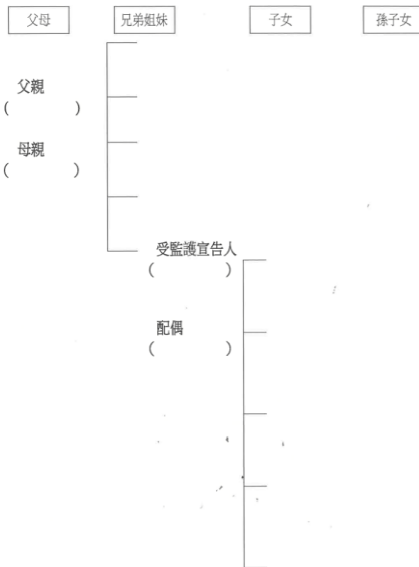 父母 兄弟姐妹 子女 孫子女
父親
(        )
母親
(        )
受監護宣告人
(        )
配偶
(        )